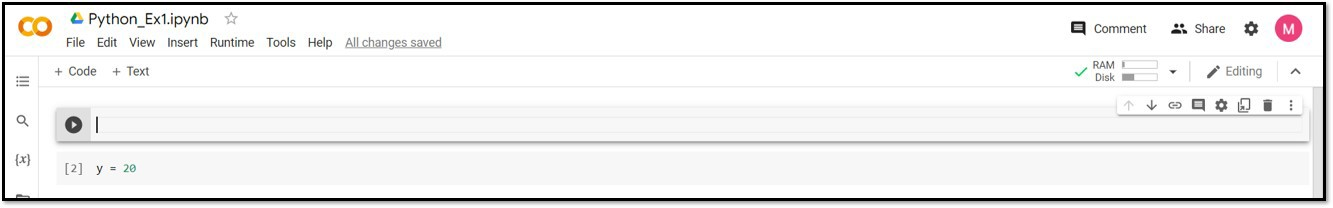 Python_Ex1.ipynb
File Edit View Insert Runtime Tools Help All changes saved
Comment Share M
+ Code + Text
RAM
Disk
Editing
{x}
[2] y = 20